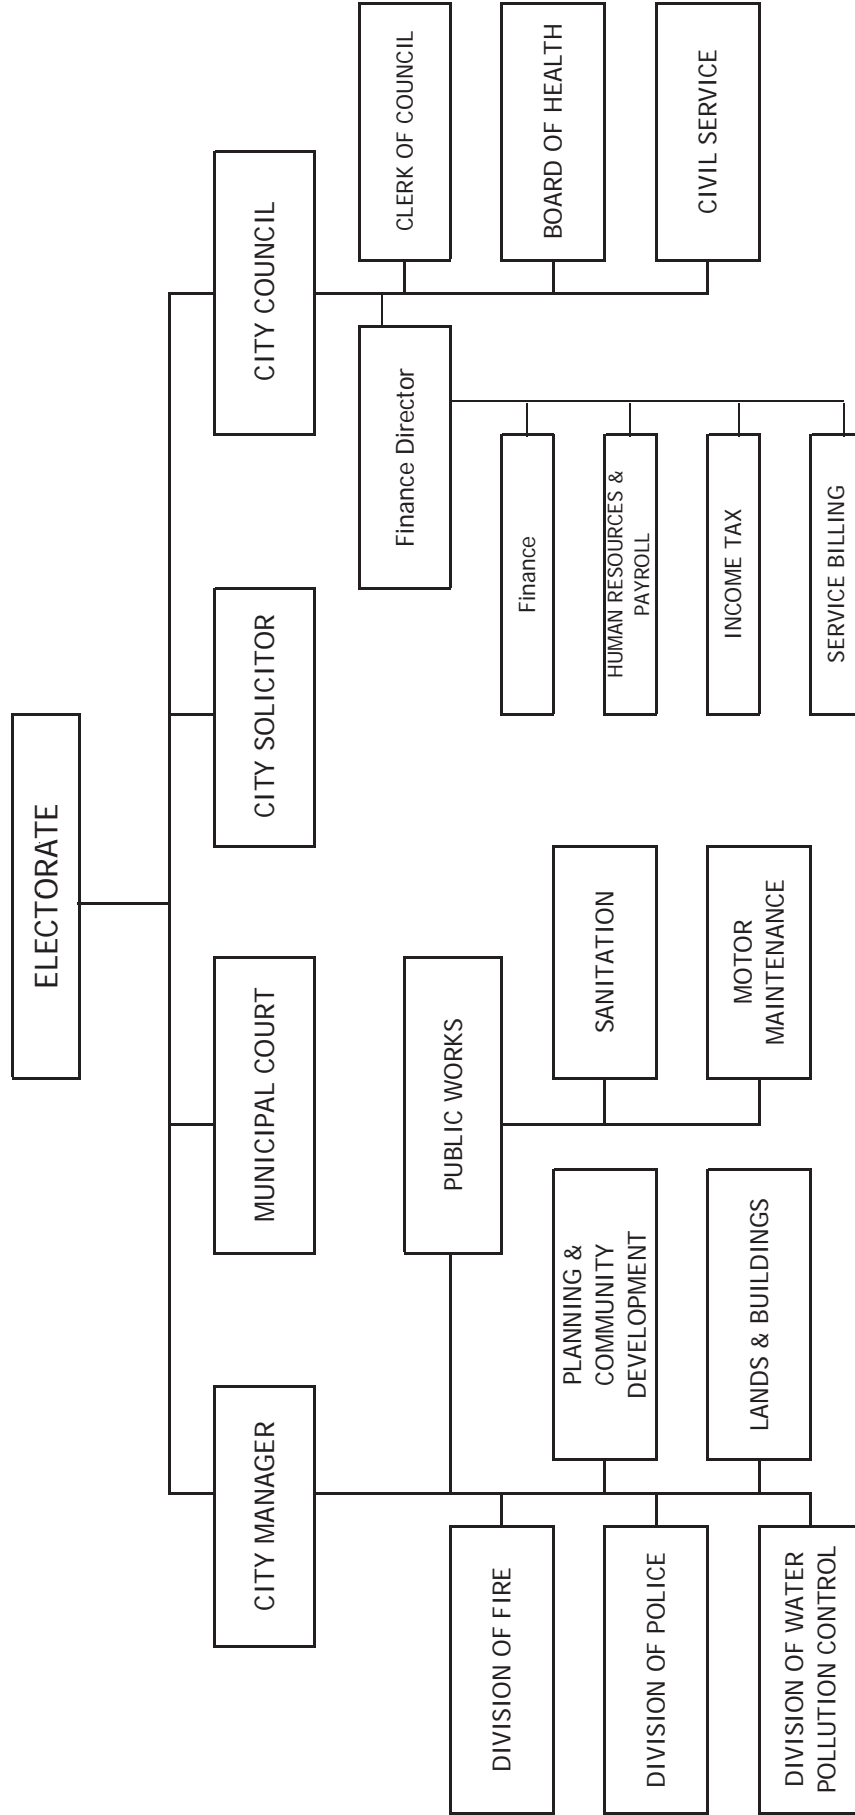 ELECTORATE
CITY MANAGER
MUNICIPAL COURT
CITY SOLICITOR
CITY COUNCIL
PUBLIC WORKS
Finance Director
CLERK OF COUNCIL
DIVISION OF FIRE
PLANNING &
COMMUNITY
DEVELOPMENT
SANITATION
Finance
BOARD OF HEALTH
DIVISION OF POLICE
LANDS & BUILDINGS
MOTOR
MAINTENANCE
HUMAN RESOURCES &
PAYROLL
INCOME TAX
CIVIL SERVICE
DIVISION OF WATER
POLLUTION CONTROL
SERVICE BILLING